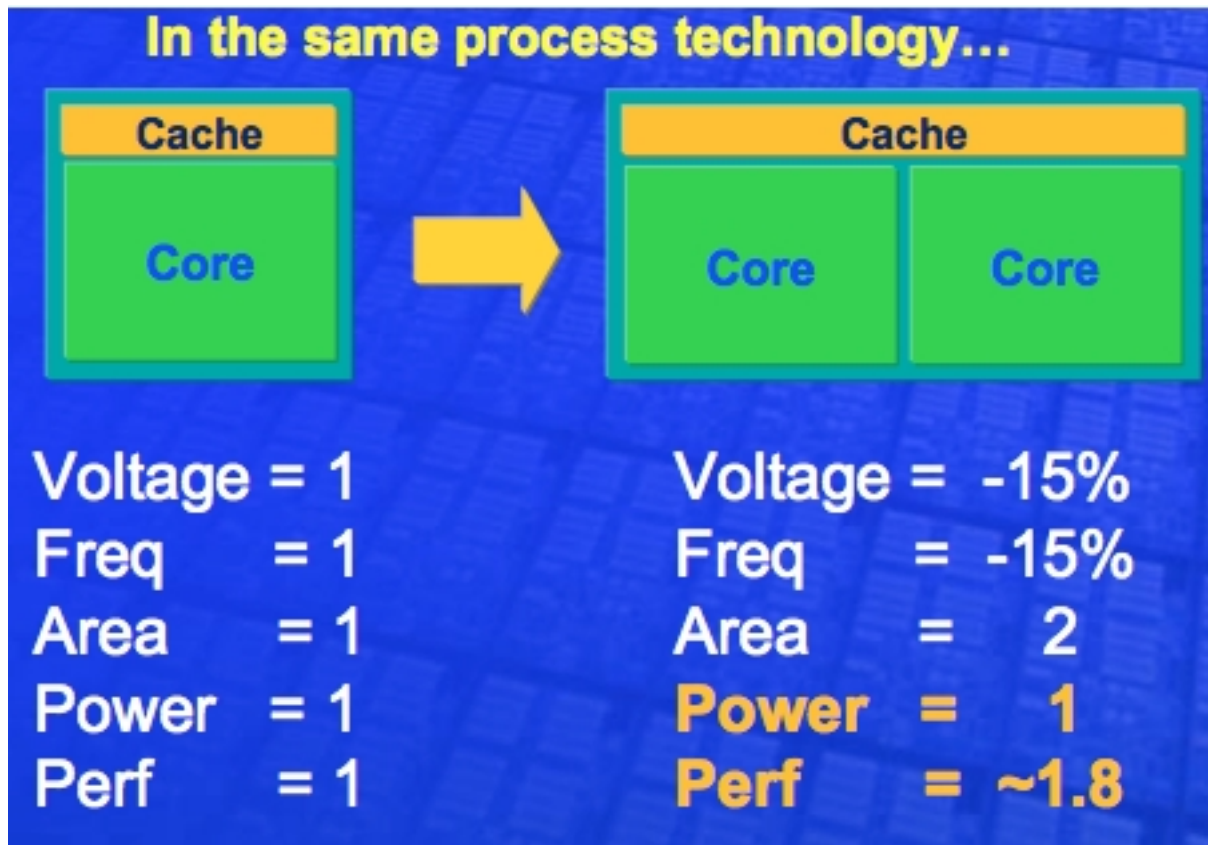 In the same process technology...
Cache
Core
Cache
Core Core
Voltage = 1
Freq = 1
Area = 1
Power = 1
Perf = 1
Voltage = -15%
Freq = -15%
Area = 2
Power = 1
Perf = ~1.8